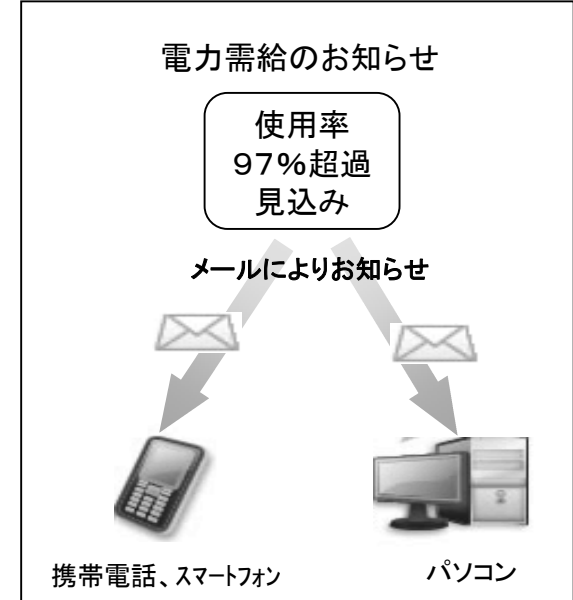 電力需給のお知らせ
使用率
９７％超過
見込み
メールによりお知らせ
携帯電話、スマートフォン
パソコン